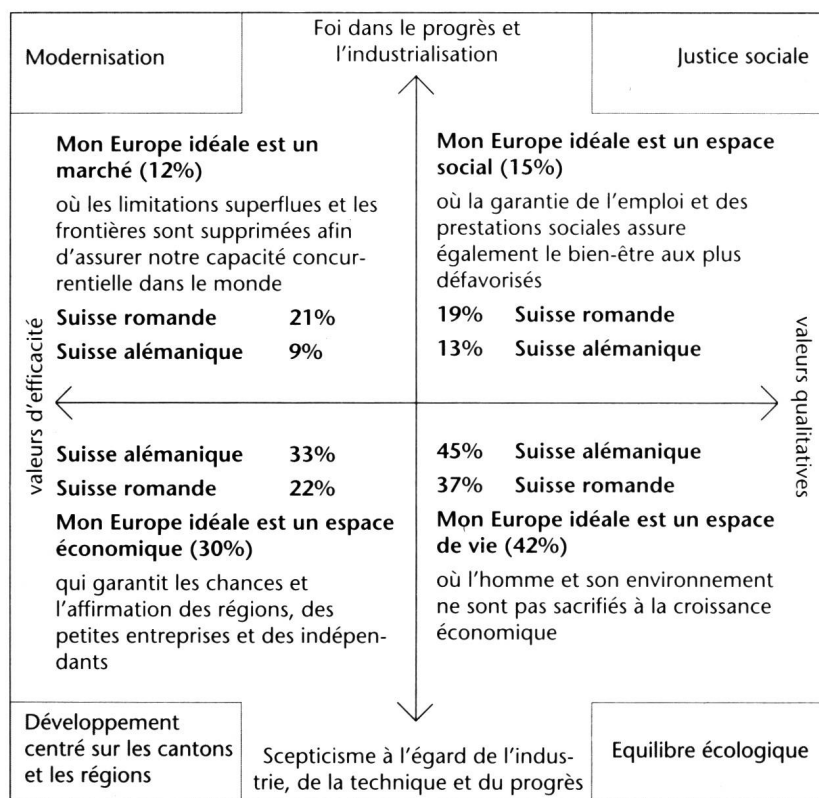 Modernisation
Foi dans le progrès et
l'industrialisation
Justice sociale
Mon Europe idéale est un
marché (12%)
où les limitations superflues et les
frontières sont supprimées afin
d'assurer notre capacité concur-
rentielle dans le monde
Suisse romande 21%
Suisse alémanique 9%
Mon Europe idéale est un espace
social (15%)
où la garantie de l'emploi et des
prestations sociales assure
également le bien-être aux plus
défavorisés
19% Suisse romande
13% Suisse alémanique
valeurs d'efficacité
valeurs qualitatives
Suisse alémanique 33%
Suisse romande 22%
Mon Europe idéale est un espace
économique (30%)
qui garantit les chances et
l'affirmation des régions, des
petites entreprises et des indépen-
dants
45% Suisse alémanique
37% Suisse romande
Mon Europe idéale est un espace
de vie (42%)
où l'homme et son environnement
ne sont pas sacrifiés à la croissance
économique
Développement
centré sur les cantons
et les régions
Scepticisme à l'égard de l'indus-
trie, de la technique et du progrès
Equilibre écologique